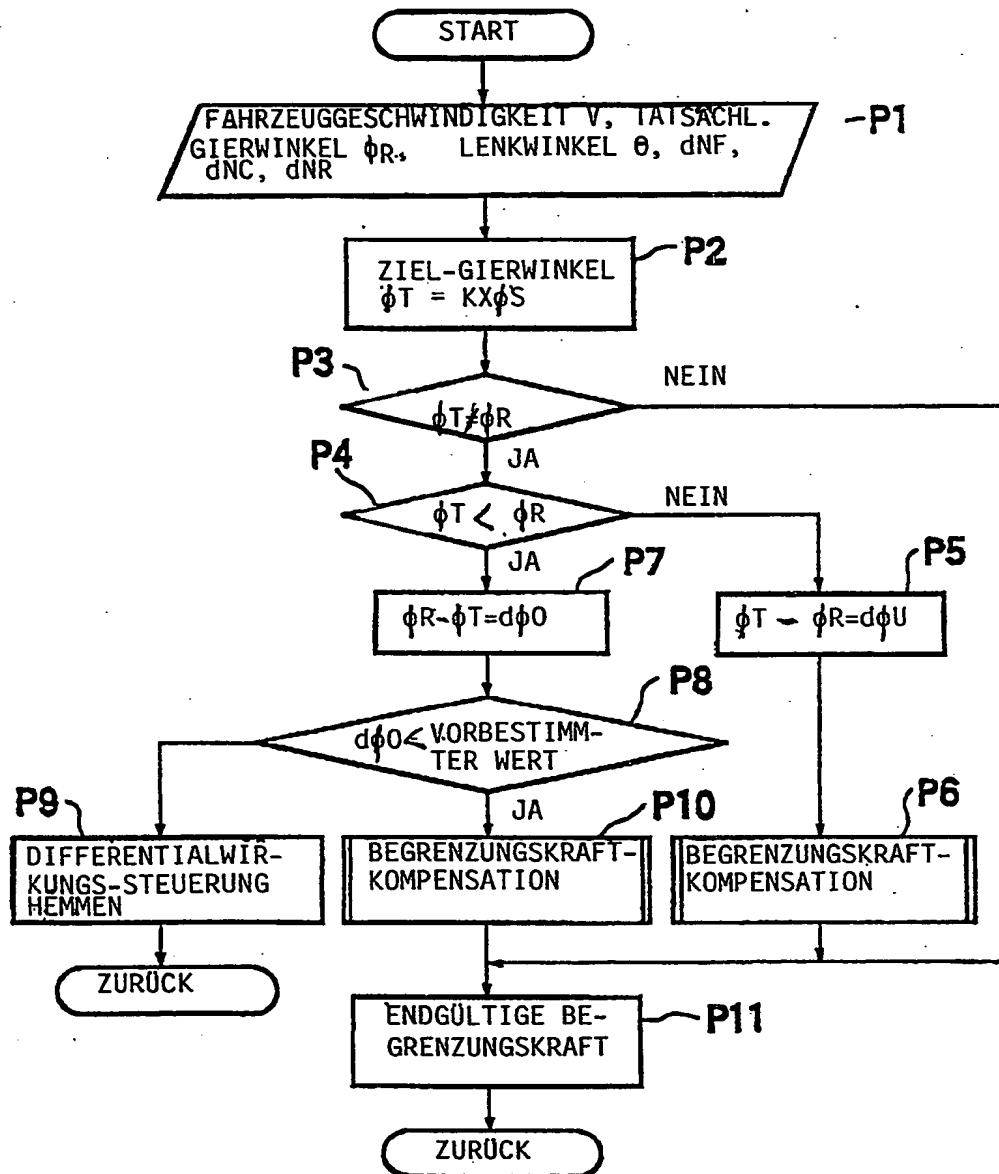 START
FAHRZEUGGESCHWINDIGKEIT V, TATSÄCHL.
GIERWINKEL ϕR, LENKWINKEL θ, dNF,
dNC, dNR
P1
ZIEL-GIERWINKEL
ϕT = KXϕS
P2
P3
NEIN
ϕT≠ϕR
JA
P4
NEIN
ϕT < ϕR
JA
P7
P5
ϕR-ϕT=dϕO
ϕT - ϕR=dϕU
P8
dϕO< VORBESTIMM-
TER WERT
JA
P9
P10
P6
DIFFERENTIALWIR-
KUNGS-STEUERUNG
HEMMEN
BEGRENZUNGSKRAFT-
KOMPENSATION
BEGRENZUNGSKRAFT-
KOMPENSATION
ZURÜCK
ENDGÜLTIGE BE-
GRENZUNGSKRAFT
P11
ZURÜCK